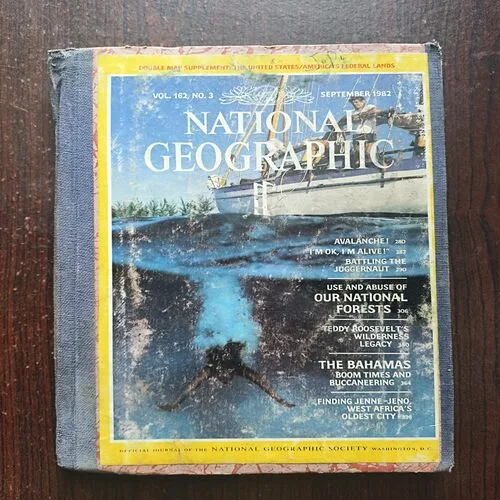 DOUBLE MAP SUPPLEMENT: THE UNITED STATES/AMERICA'S FEDERAL LANDS
VOL. 162, NO. 3 SEPTEMBER 1982
NATIONAL
GEOGRAPHIC
AVALANCHE! 280
"I'M OK, I'M ALIVE!" 282
BATTLING THE
JUGGERNAUT 290
USE AND ABUSE OF
OUR NATIONAL
FORESTS 306
TEDDY ROOSEVELT'S
WILDERNESS
LEGACY 340
THE BAHAMAS
BOOM TIMES AND
BUCCANEERING 364
FINDING JENNE-JENO,
WEST AFRICA'S
OLDEST CITY 396
OFFICIAL JOURNAL OF THE NATIONAL GEOGRAPHIC SOCIETY WASHINGTON, D.C.